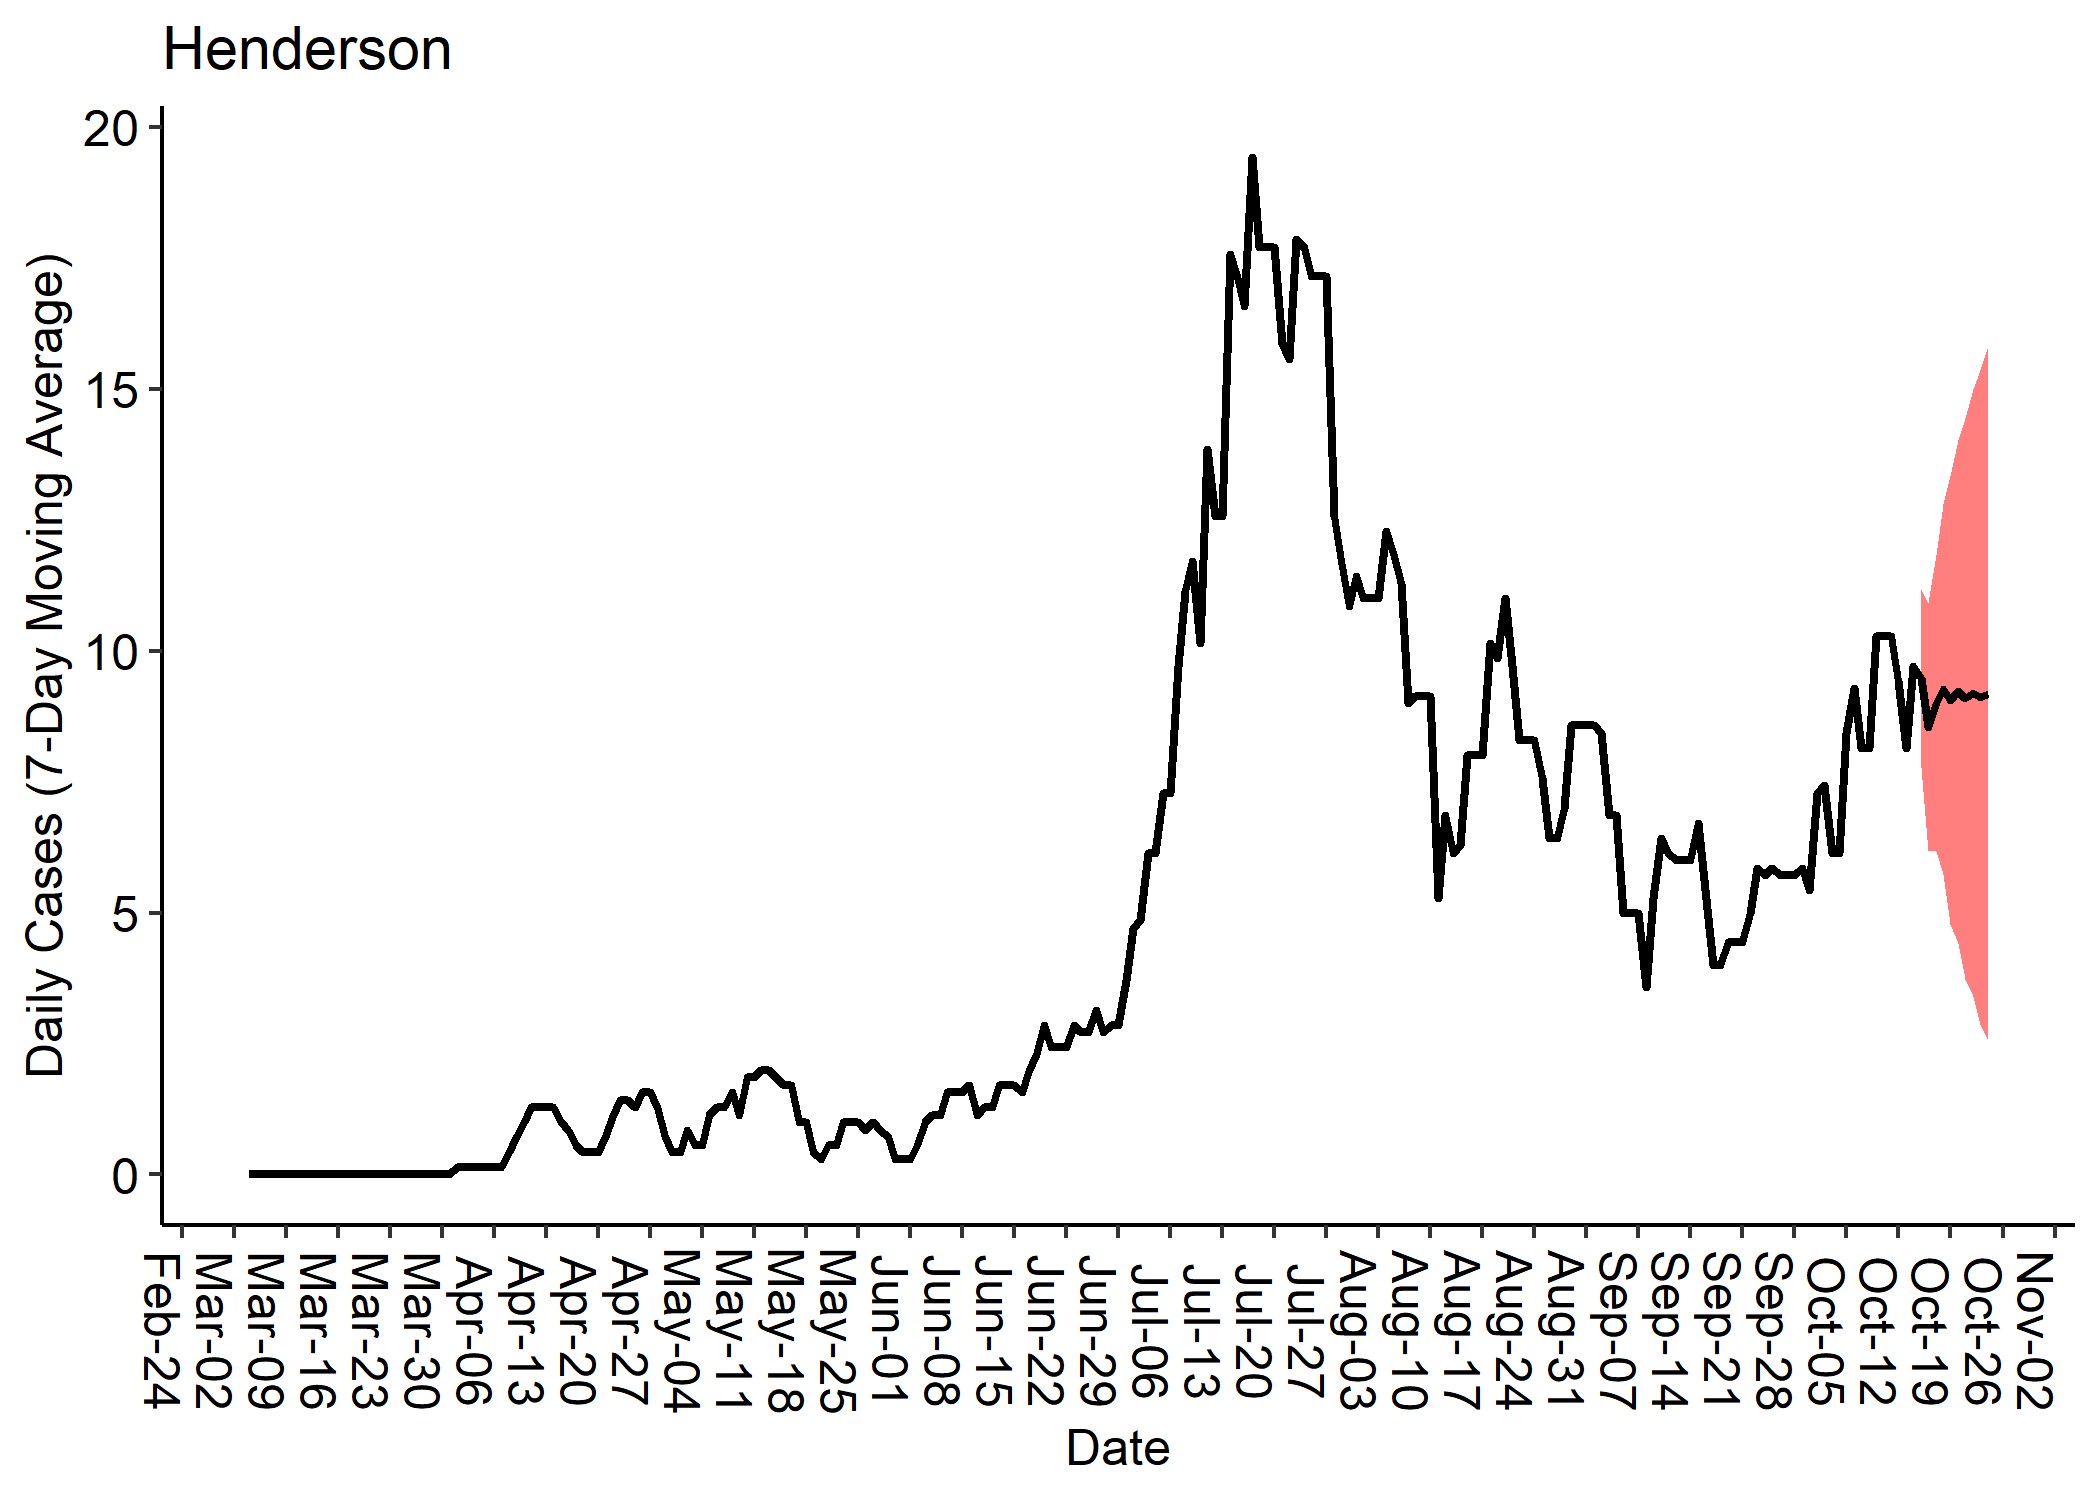 Henderson
Daily Cases (7-Day Moving Average)
20
15
10
5
0
Feb-24
Mar-02
Mar-09
Mar-16
Mar-23
Mar-30
Apr-06
Apr-13
Apr-20
Apr-27
May-04
May-11
May-18
May-25
Jun-01
Jun-08
Jun-15
Jun-22
Jun-29
Jul-06
Jul-13
Jul-20
Jul-27
Aug-03
Aug-10
Aug-17
Aug-24
Aug-31
Sep-07
Sep-14
Sep-21
Sep-28
Oct-05
Oct-12
Oct-19
Oct-26
Nov-02
Date